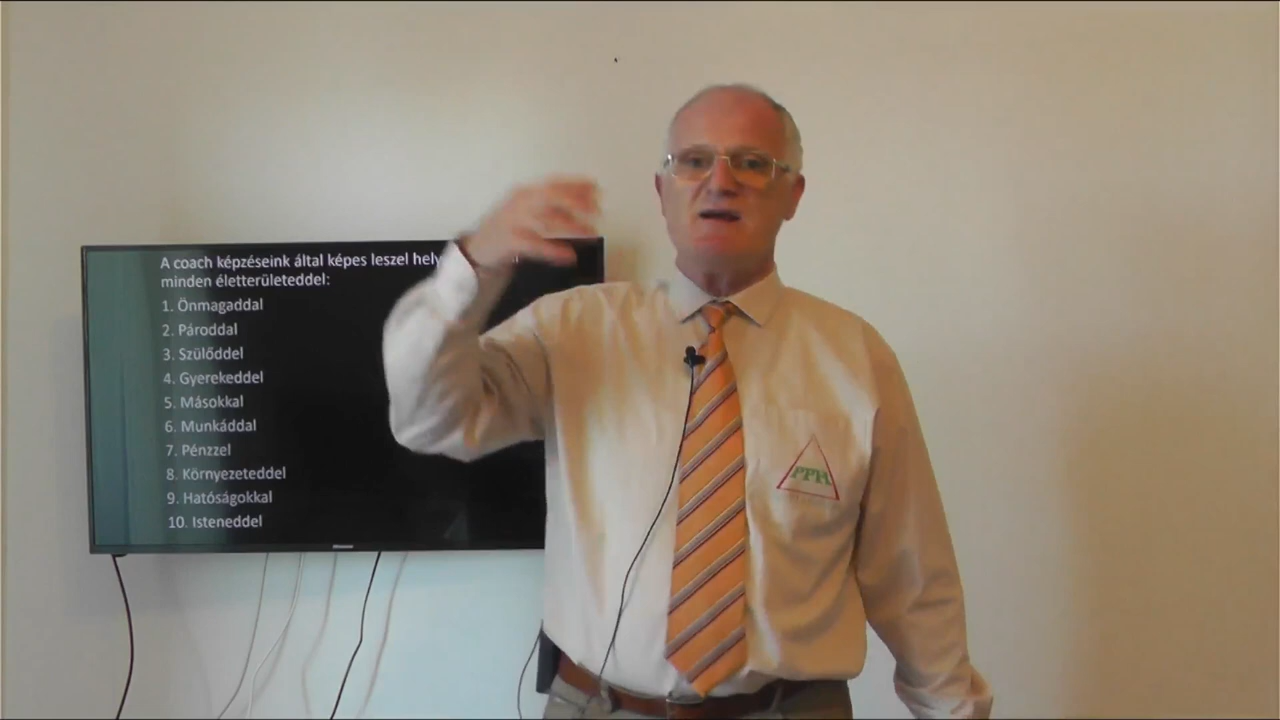 A coach képzéseink által képes leszel hely
minden életterületeddel:
1. Önmagaddal
2. Pároddal
3. Szülőddel
4. Gyerekeddel
5. Másokkal
6. Munkáddal
7. Pénzzel
8. Környezeteddel
9. Hatóságokkal
10. Isteneddel